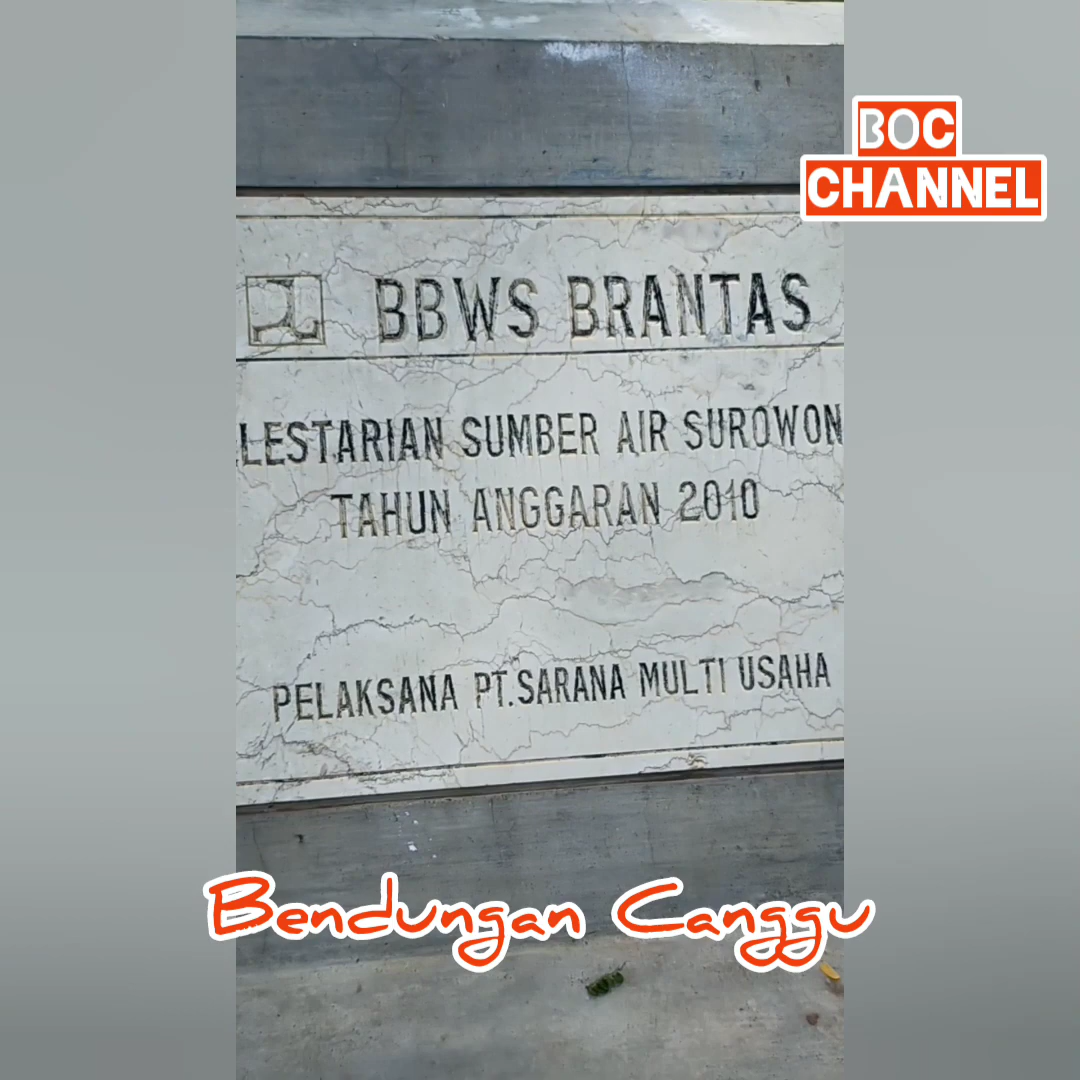 BOC
CHANNEL
BBWS BRANTAS
LESTARIAN SUMBER AIR SUROWON
TAHUN ANGGARAN 2010
PELAKSANA PT.SARANA MULTI USAHA
Bendungan Canggu